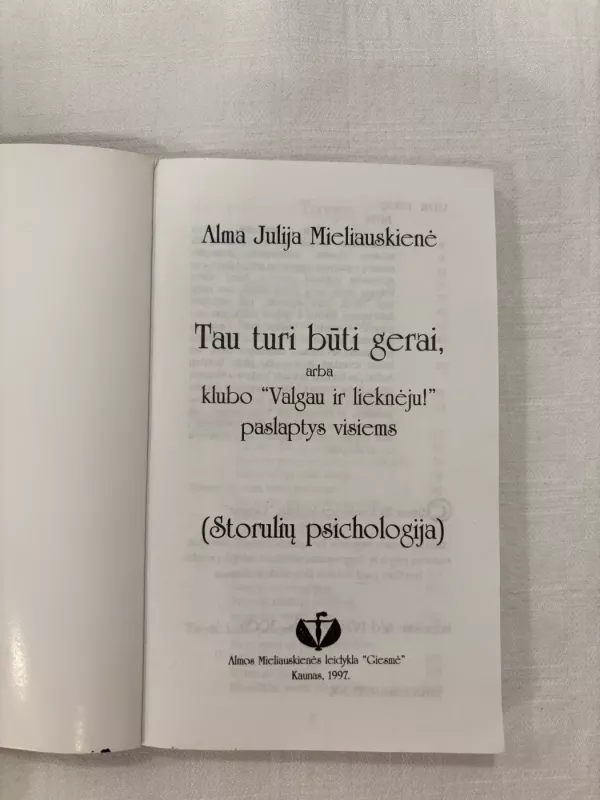 Alma Julija Mieliauskienė
Tau turi būti gerai,
arba
klubo "Valgau ir lieknėju!"
paslaptys visiems
(Storulių psichologija)
Almos Mieliauskienės leidykla "Giesmė"
Kaunas, 1997.